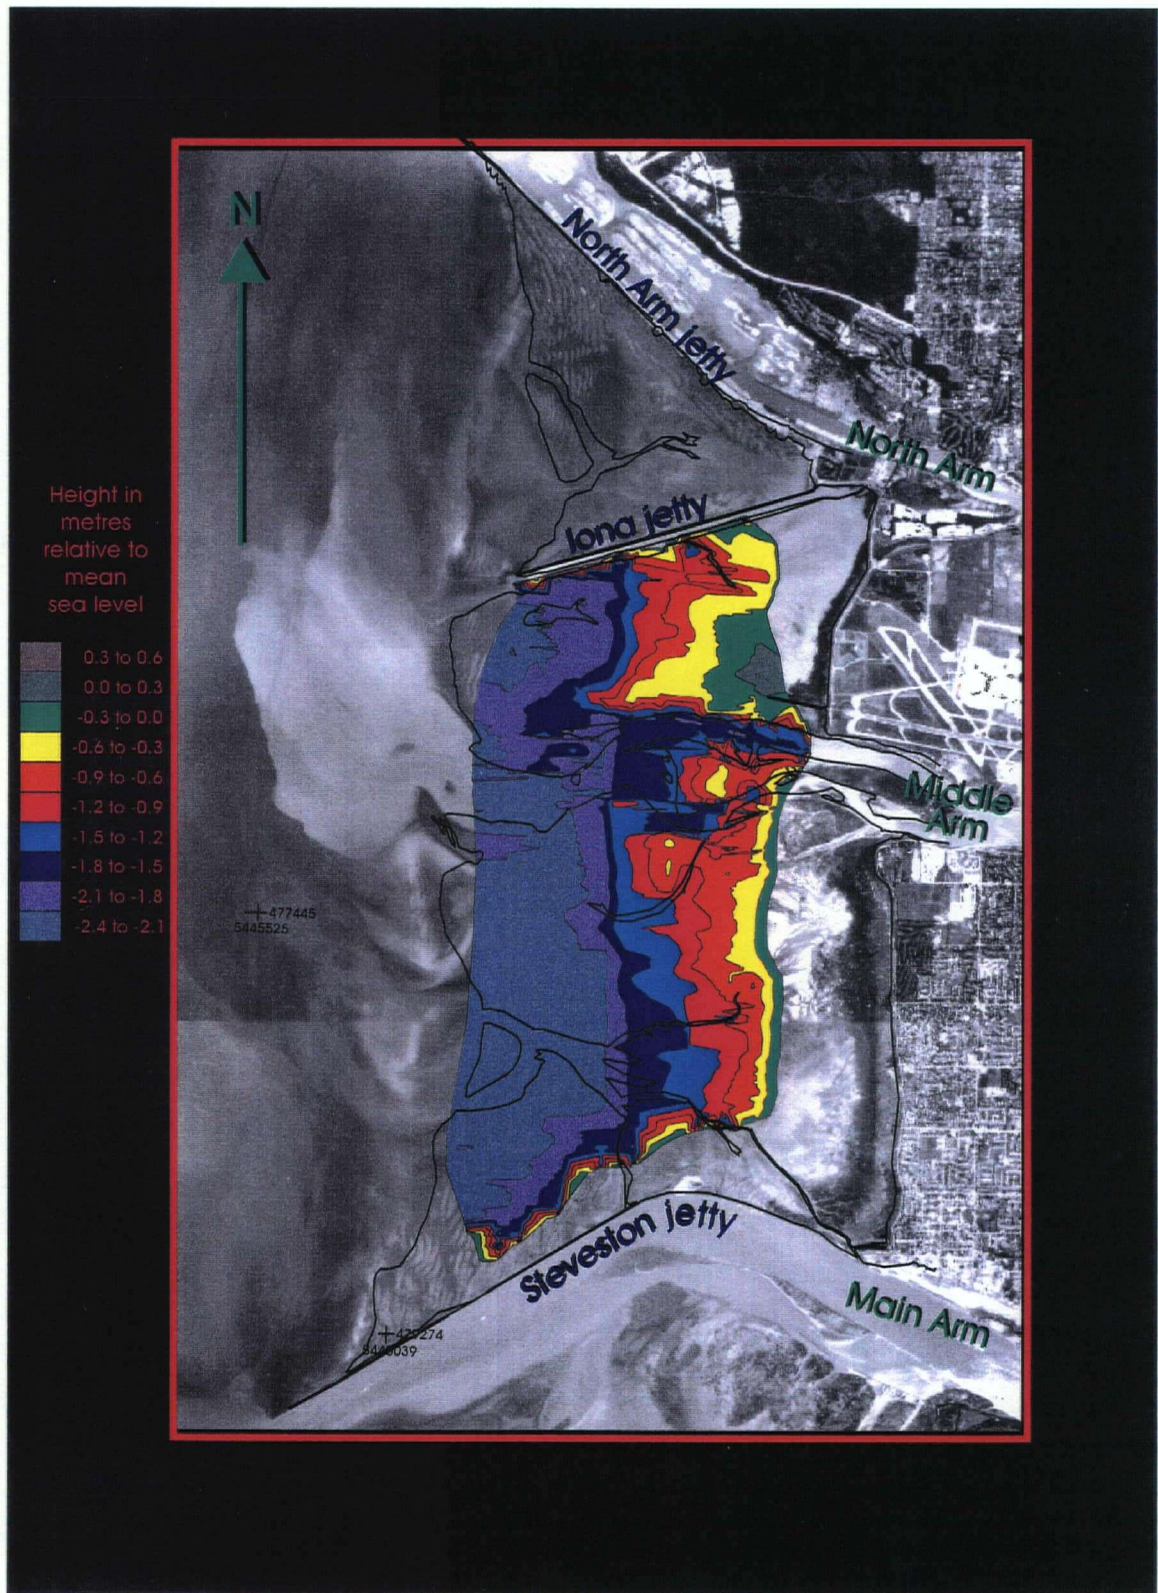 N
North Arm jetty
North Arm
Iona jetty
Height in
metres
relative to
mean
sea level
0.3 to 0.6
0.0 to 0.3
-0.3 to 0.0
-0.6 to -0.3
-0.9 to -0.6
-1.2 to -0.9
-1.5 to -1.2
-1.8 to -1.5
-2.1 to -1.8
-2.4 to -2.1
Middle
Arm
477445
5445525
Steveston jetty
Main Arm